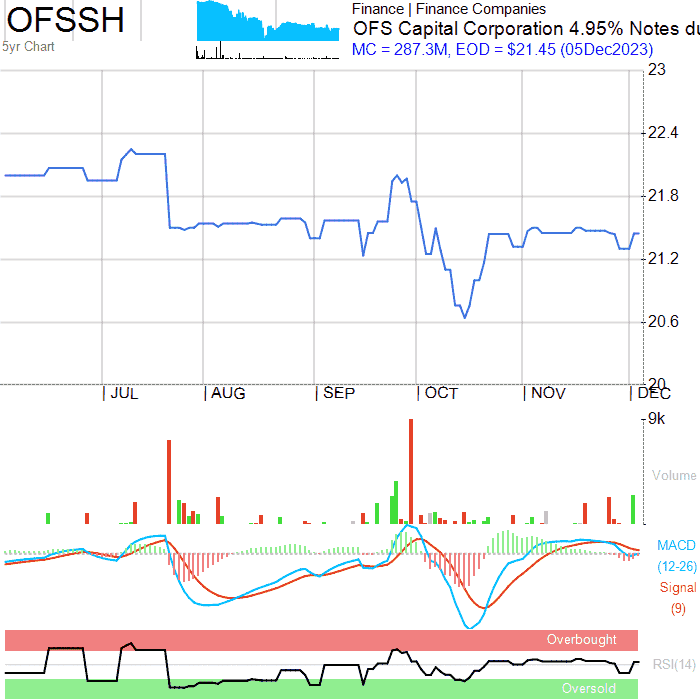 OFSSH
Finance | Finance Companies
OFS Capital Corporation 4.95% Notes du
5yr Chart
MC = 287.3M, EOD = $21.45 (05Dec2023)
23
22.4
21.8
21.2
20.6
20
| JUL | AUG | SEP | OCT | NOV | DEC
9k
Volume
MACD
(12-26)
Signal
(9)
Overbought
RSI(14)
Oversold